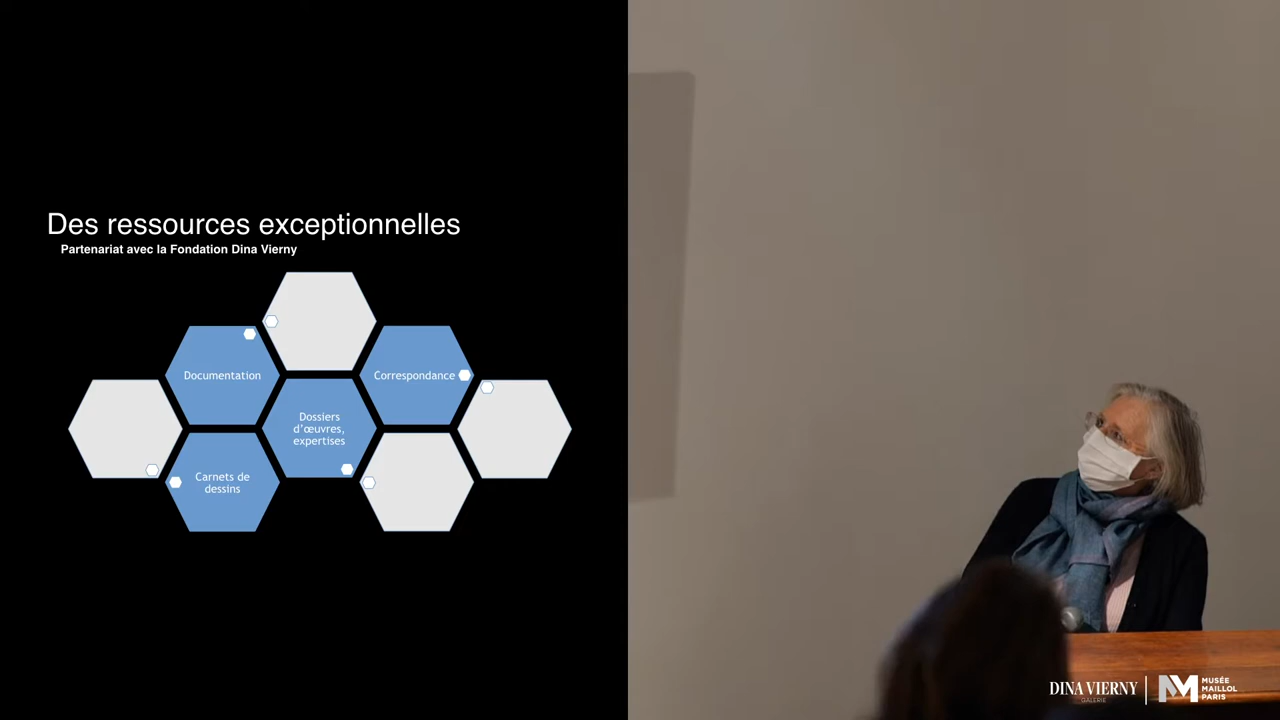 Des ressources exceptionnelles
Partenariat avec la Fondation Dina Vierny
Documentation
Correspondance
Dossiers
d'œuvres,
expertises
Carnets de
dessins
DINA VIERNY
GALERIE
MUSÉE
MAILLOL
PARIS